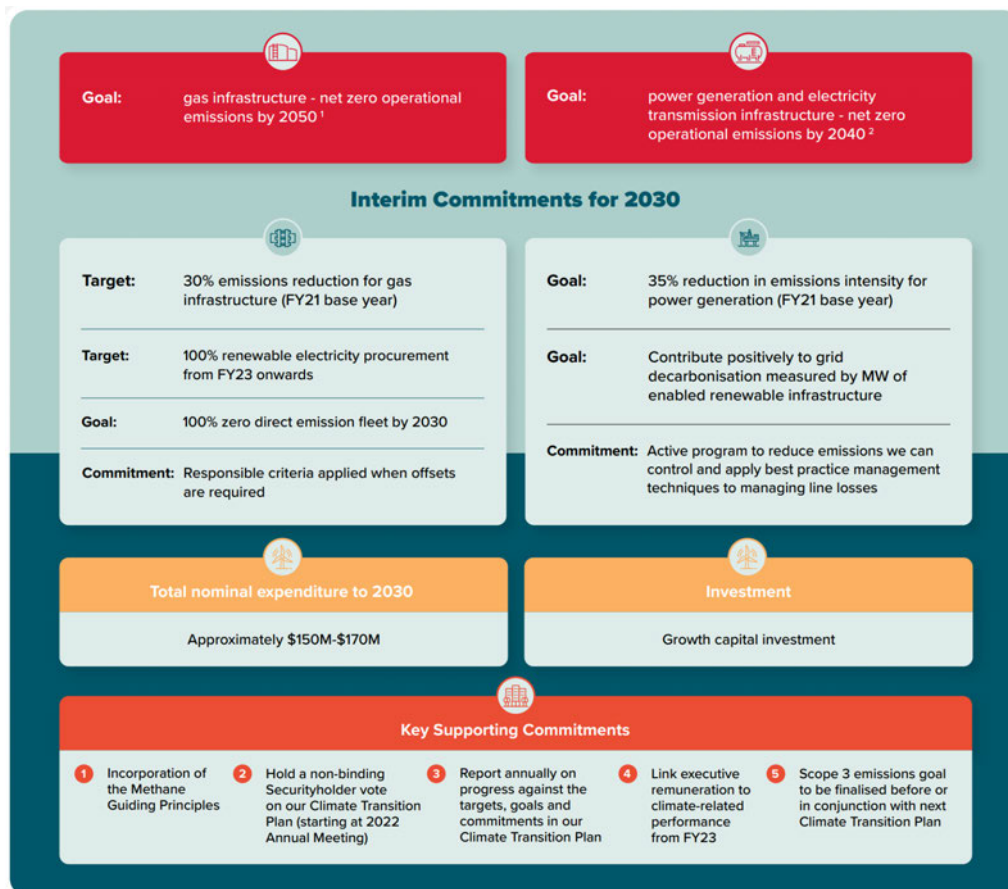 Goal: gas infrastructure - net zero operational
emissions by 2050 1
Goal: power generation and electricity
transmission infrastructure - net zero
operational emissions by 2040 2
Interim Commitments for 2030
Target: 30% emissions reduction for gas
infrastructure (FY21 base year)
Target: 100% renewable electricity procurement
from FY23 onwards
Goal: 100% zero direct emission fleet by 2030
Commitment: Responsible criteria applied when offsets
are required
Goal: 35% reduction in emissions intensity for
power generation (FY21 base year)
Goal: Contribute positively to grid
decarbonisation measured by MW of
enabled renewable infrastructure
Commitment: Active program to reduce emissions we can
control and apply best practice management
techniques to managing line losses
Total nominal expenditure to 2030
Approximately $150M-$170M
Investment
Growth capital investment
Key Supporting Commitments
1 Incorporation of
the Methane
Guiding Principles
2 Hold a non-binding
Securityholder vote
on our Climate Transition
Plan (starting at 2022
Annual Meeting)
3 Report annually on
progress against the
targets, goals and
commitments in our
Climate Transition Plan
4 Link executive
remuneration to
climate-related
performance
from FY23
5 Scope 3 emissions goal
to be finalised before or
in conjunction with next
Climate Transition Plan